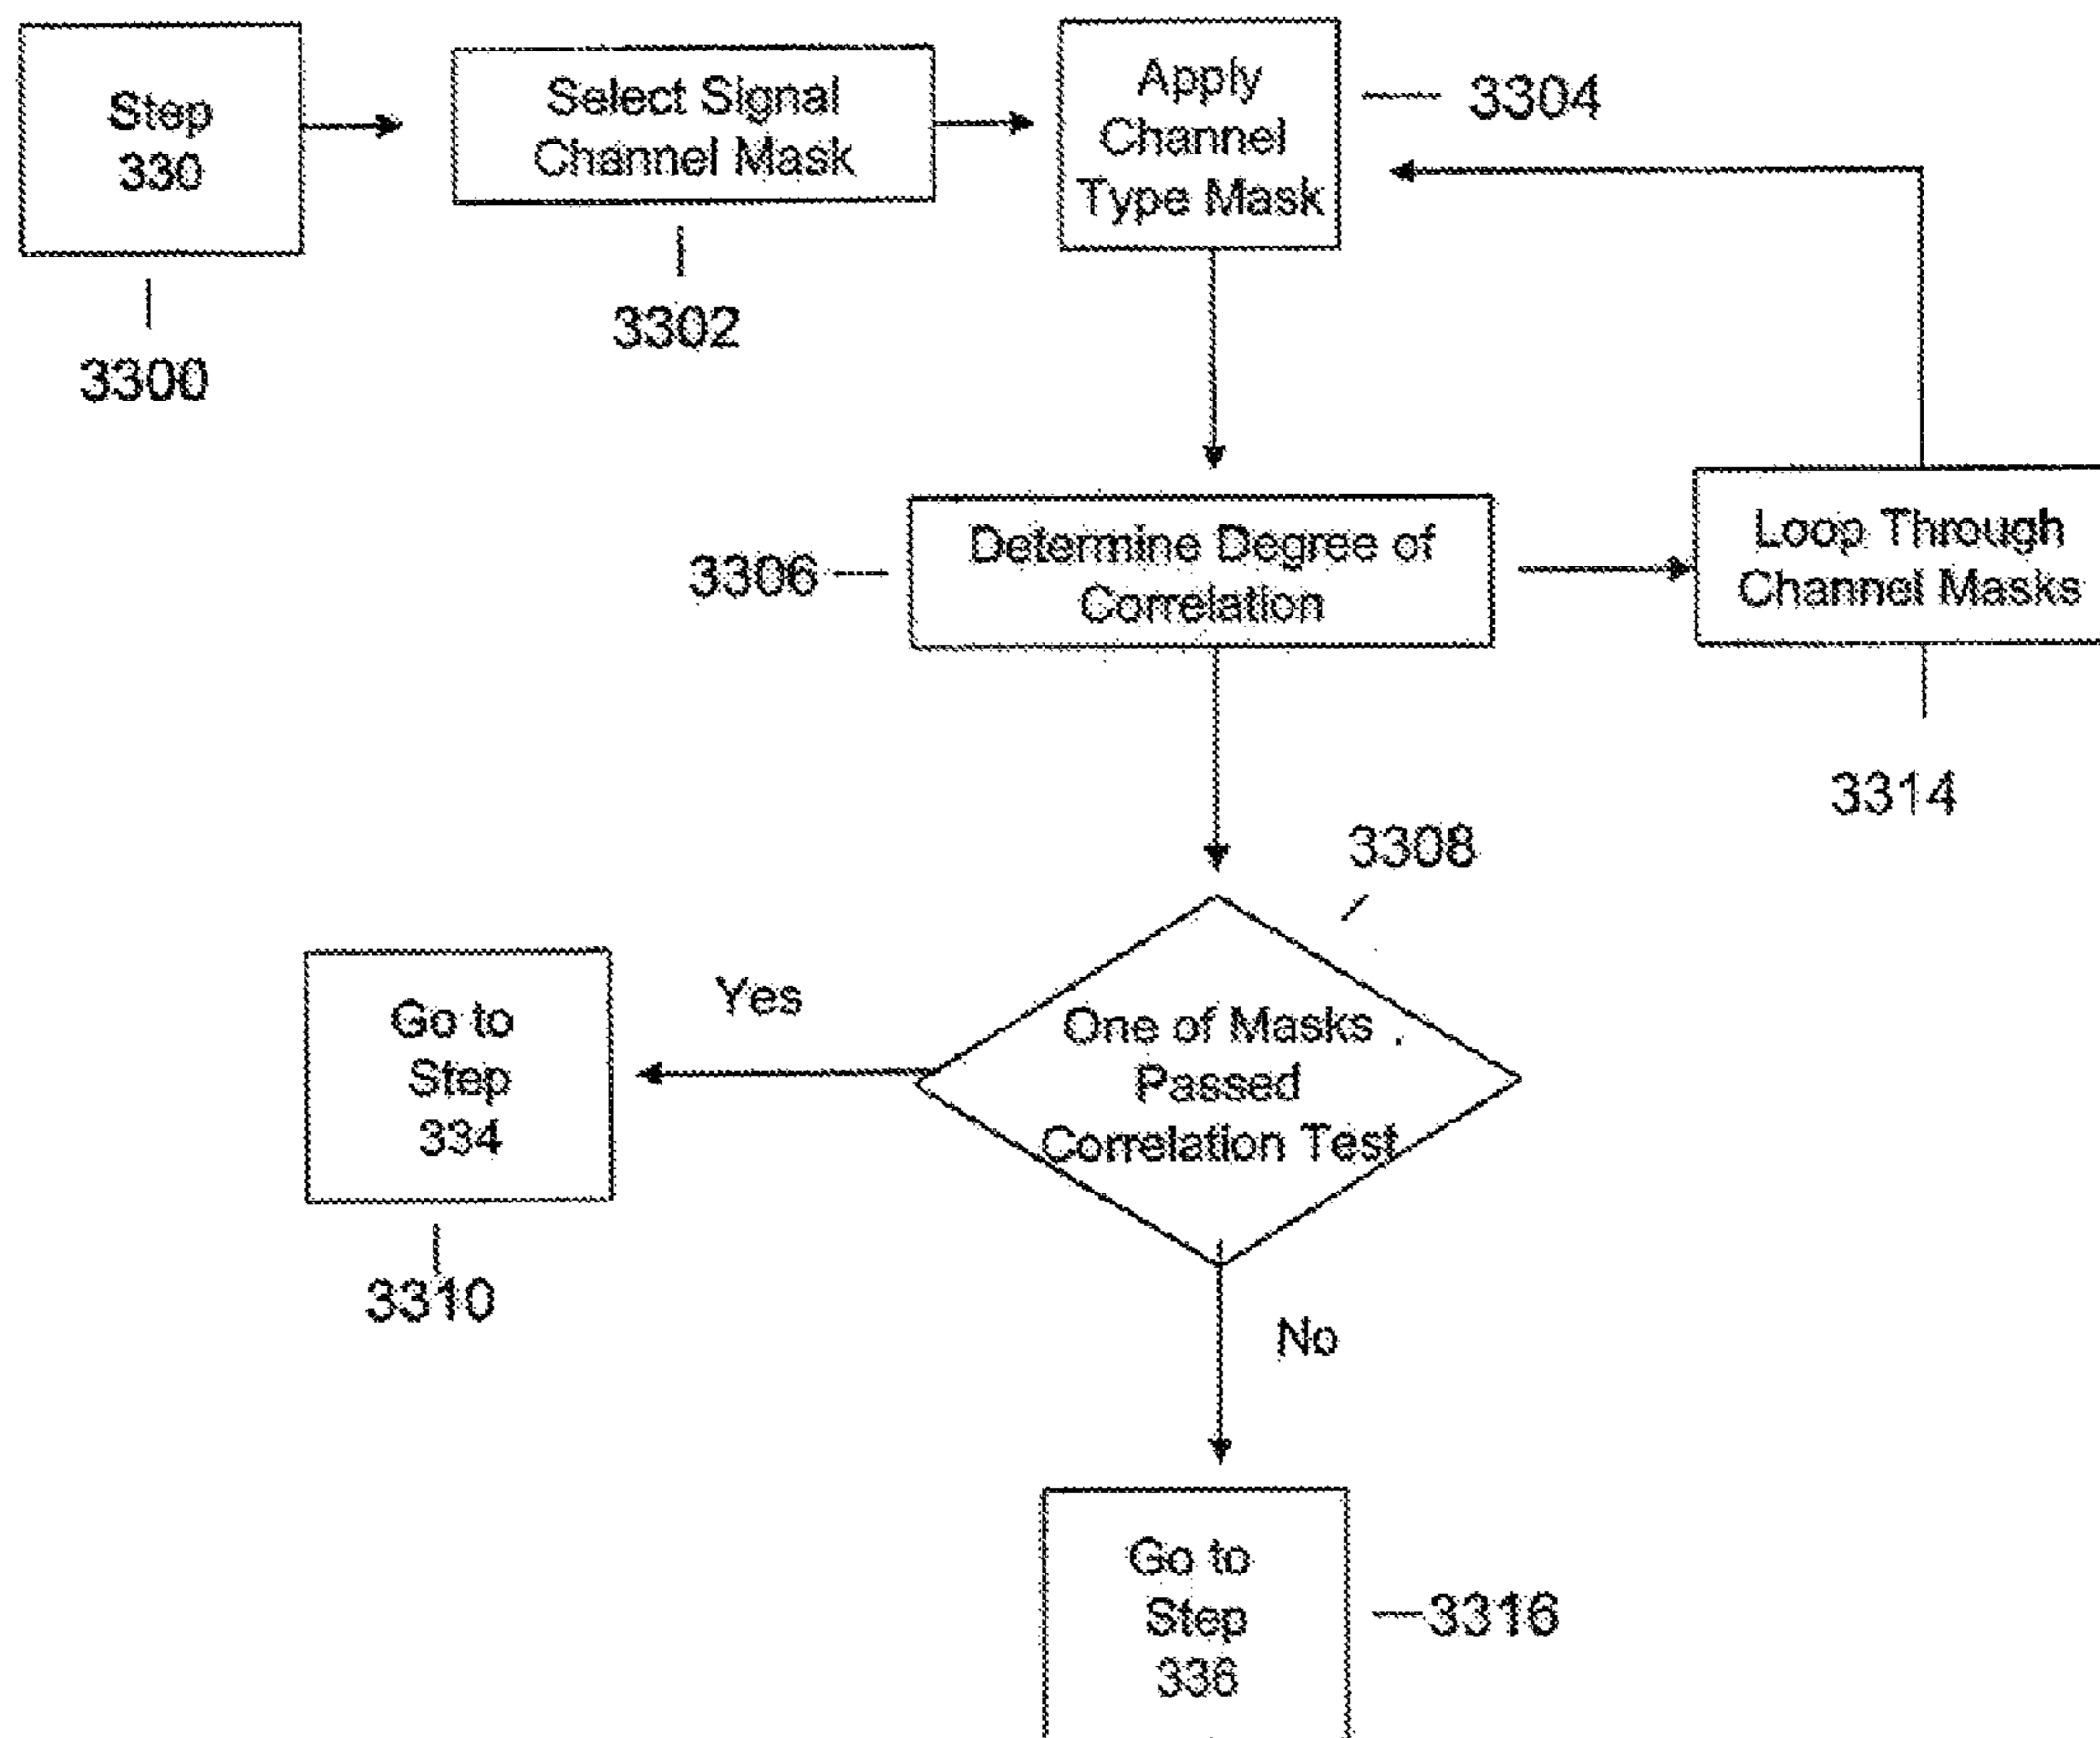 Step
330
3300
Select Signal
Channel Mask
3302
Apply
Channel
Type Mask
3304
Determine Degree of
Correlation
3306
Loop Through
Channel Masks
3314
3308
One of Masks
Passed
Correlation Test
Yes
Go to
Step
334
3310
No
Go to
Step
336
3316